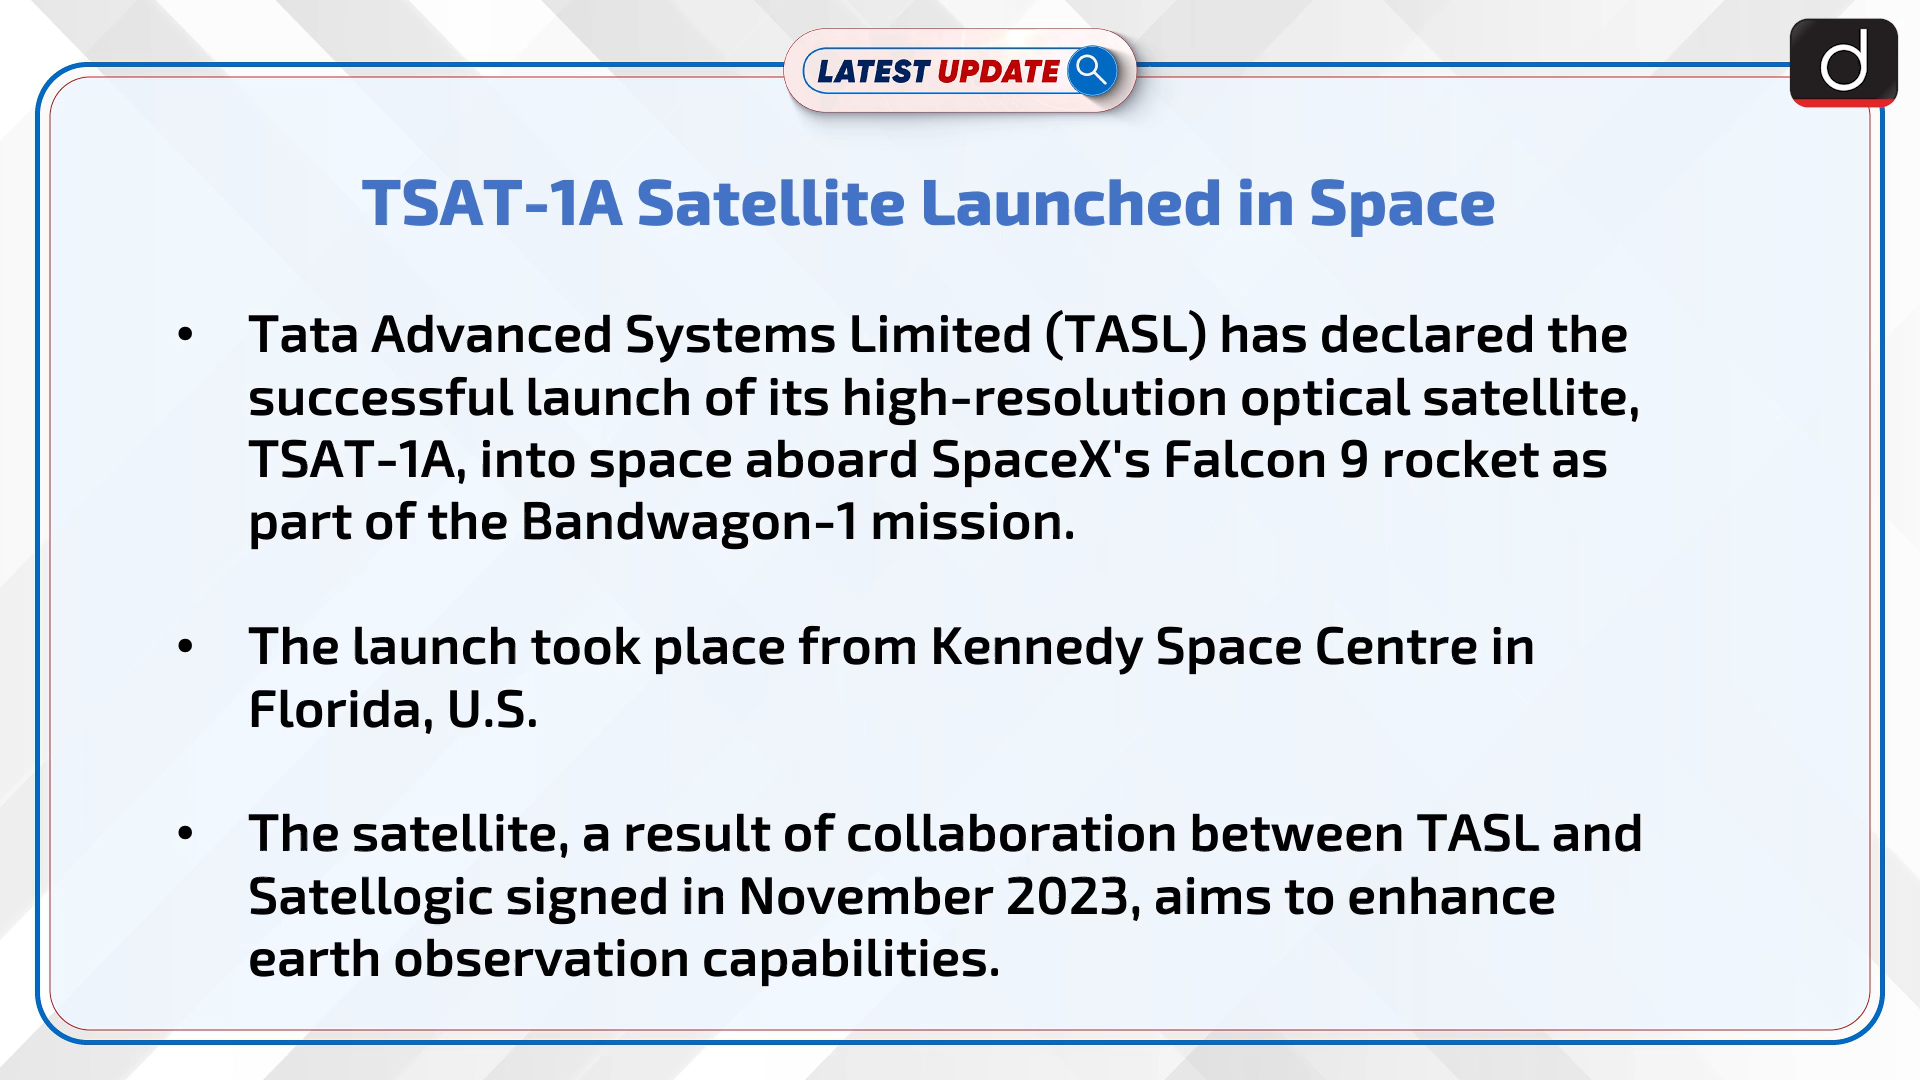 LATEST UPDATE
d
TSAT-1A Satellite Launched in Space
• Tata Advanced Systems Limited (TASL) has declared the
successful launch of its high-resolution optical satellite,
TSAT-1A, into space aboard SpaceX's Falcon 9 rocket as
part of the Bandwagon-1 mission.
• The launch took place from Kennedy Space Centre in
Florida, U.S.
• The satellite, a result of collaboration between TASL and
Satellogic signed in November 2023, aims to enhance
earth observation capabilities.